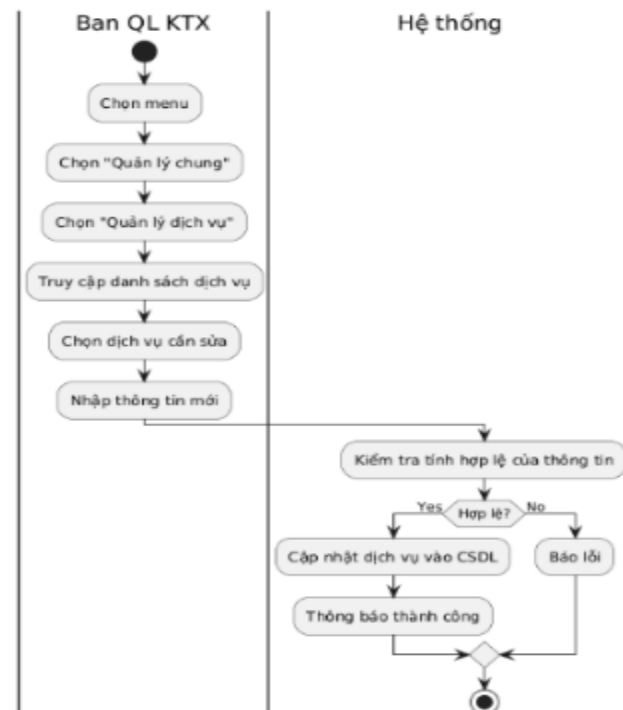 Ban QL KTX
Hệ thống
Chọn menu
Chọn "Quản lý chung"
Chọn "Quản lý dịch vụ"
Truy cập danh sách dịch vụ
Chọn dịch vụ cần sửa
Nhập thông tin mới
Kiểm tra tính hợp lệ của thông tin
Yes
Hợp lệ?
No
Cập nhật dịch vụ vào CSDL
Báo lỗi
Thông báo thành công